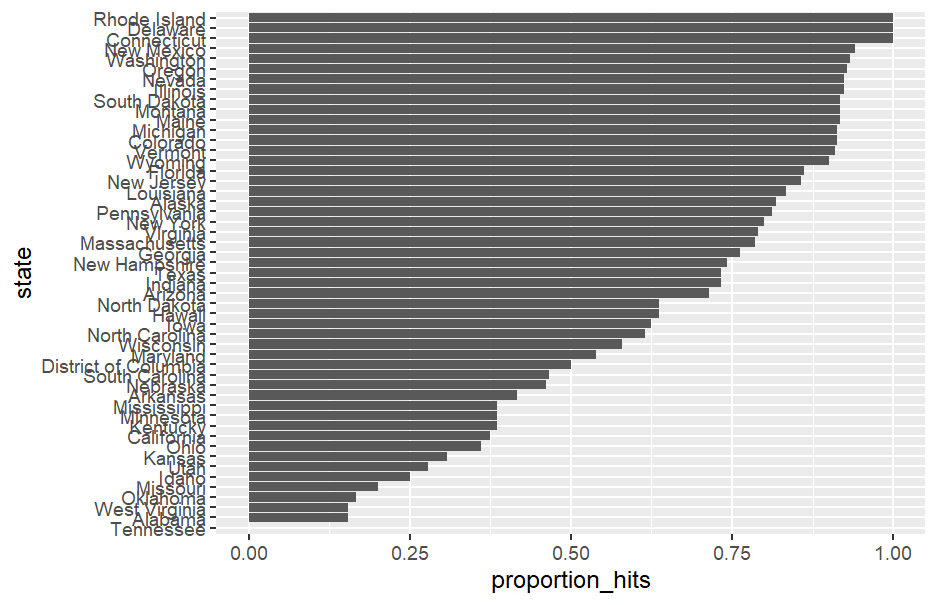 Rhode Island
Delaware
Connecticut
New Mexico
Washington
Oregon
Nevada
Illinois
South Dakota
Montana
Maine
Michigan
Colorado
Vermont
Wyoming
Florida
New Jersey
Louisiana
Alaska
Pennsylvania
New York
Virginia
Massachusetts
Georgia
New Hampshire
Texas
Indiana
Arizona
North Dakota
Hawaii
Iowa
North Carolina
Wisconsin
Maryland
District of Columbia
South Carolina
Nebraska
Arkansas
Mississippi
Minnesota
Kentucky
California
Ohio
Kansas
Utah
Idaho
Missouri
Oklahoma
West Virginia
Alabama
Tennessee
state
0.00 0.25 0.50 0.75 1.00
proportion_hits